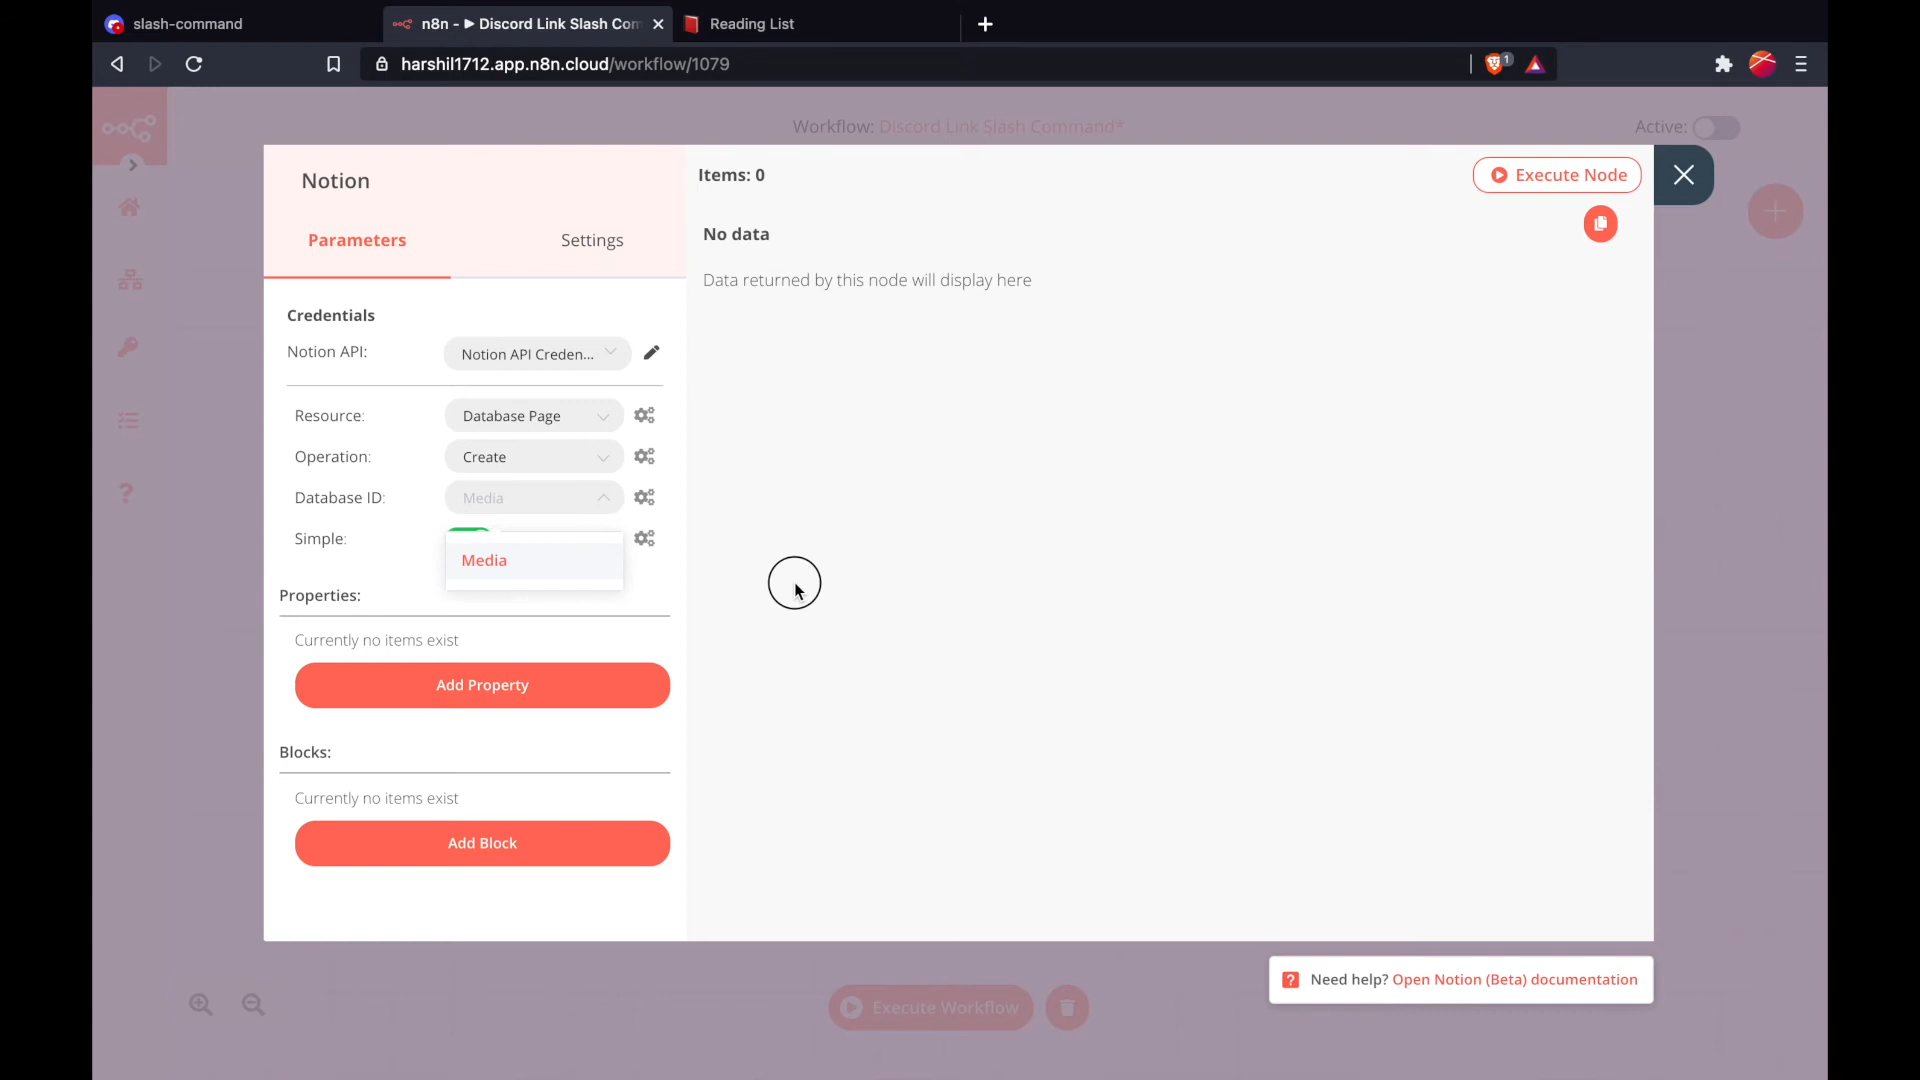 slash-command
n8n - ▶ Discord Link Slash Com
Reading List
harshil1712.app.n8n.cloud/workflow/1079
1
Workflow: Discord Link Slash Command*
Active:
Notion
Items: 0
Execute Node
Parameters
Settings
No data
Data returned by this node will display here
Credentials
Notion API:
Notion API Creden...
Resource:
Database Page
Operation:
Create
Database ID:
Media
Simple:
Media
Properties:
Currently no items exist
Add Property
Blocks:
Currently no items exist
Add Block
Need help? Open Notion (Beta) documentation
Execute Workflow